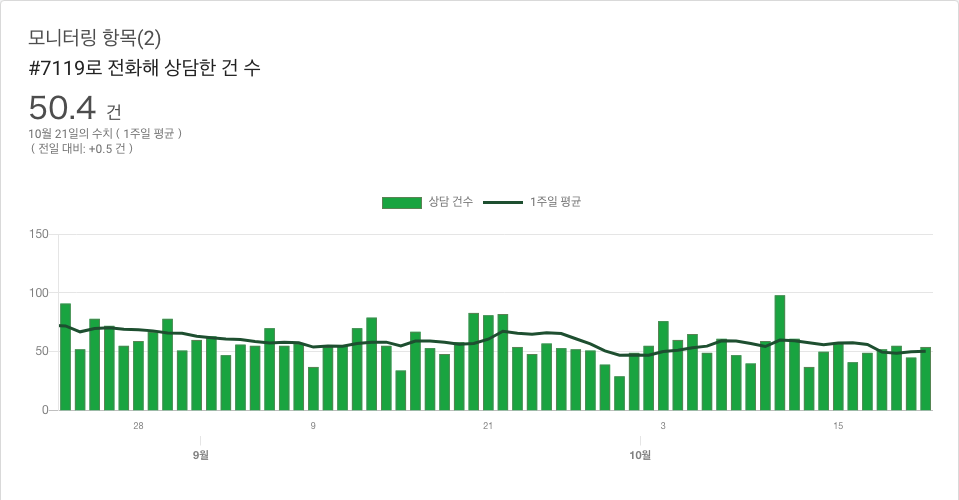 모니터링 항목(2)
#7119로 전화해 상담한 건 수
50.4 건
10월 21일의 수치 ( 1주일 평균 )
( 전일 대비: +0.5 건 )
상담 건수 1주일 평균
150
100
50
0
28 9 21 3 15
9월 10월